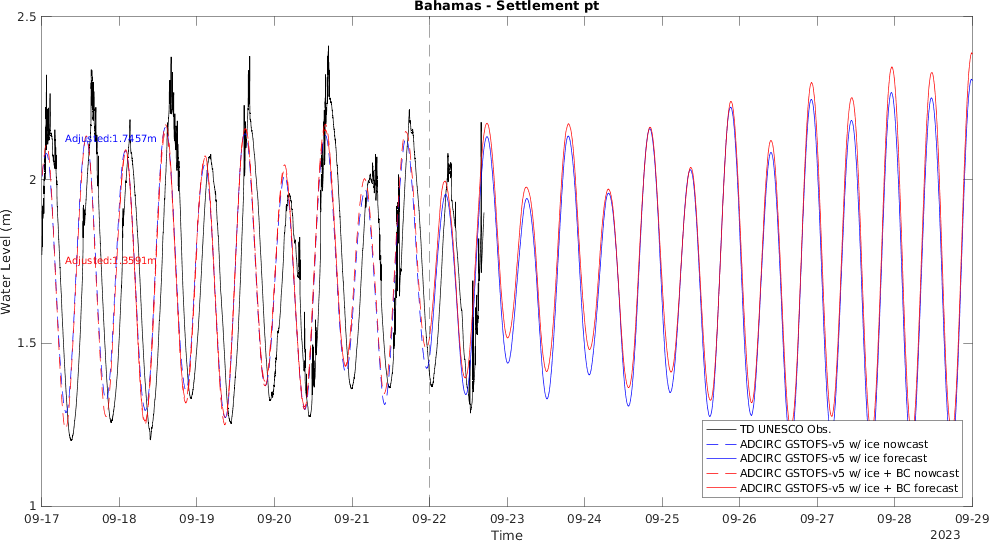 Bahamas - Settlement pt
2.5
2
1.5
1
Water Level (m)
Adjusted:1.7457m
Adjusted:1.3591m
TD UNESCO Obs.
ADCIRC GSTOFS-v5 w/ ice nowcast
ADCIRC GSTOFS-v5 w/ ice forecast
ADCIRC GSTOFS-v5 w/ ice + BC nowcast
ADCIRC GSTOFS-v5 w/ ice + BC forecast
09-17 09-18 09-19 09-20 09-21 09-22 09-23 09-24 09-25 09-26 09-27 09-28 09-29
Time
2023